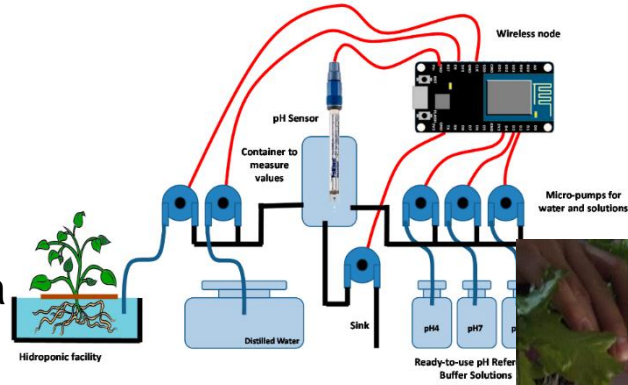 Wireless node
pH Sensor
Container to
measure
values
Micro-pumps for
water and solutions
Distilled Water
Sink
pH4
pH7
Hidroponic facility
Ready-to-use pH
Buffer Solutions